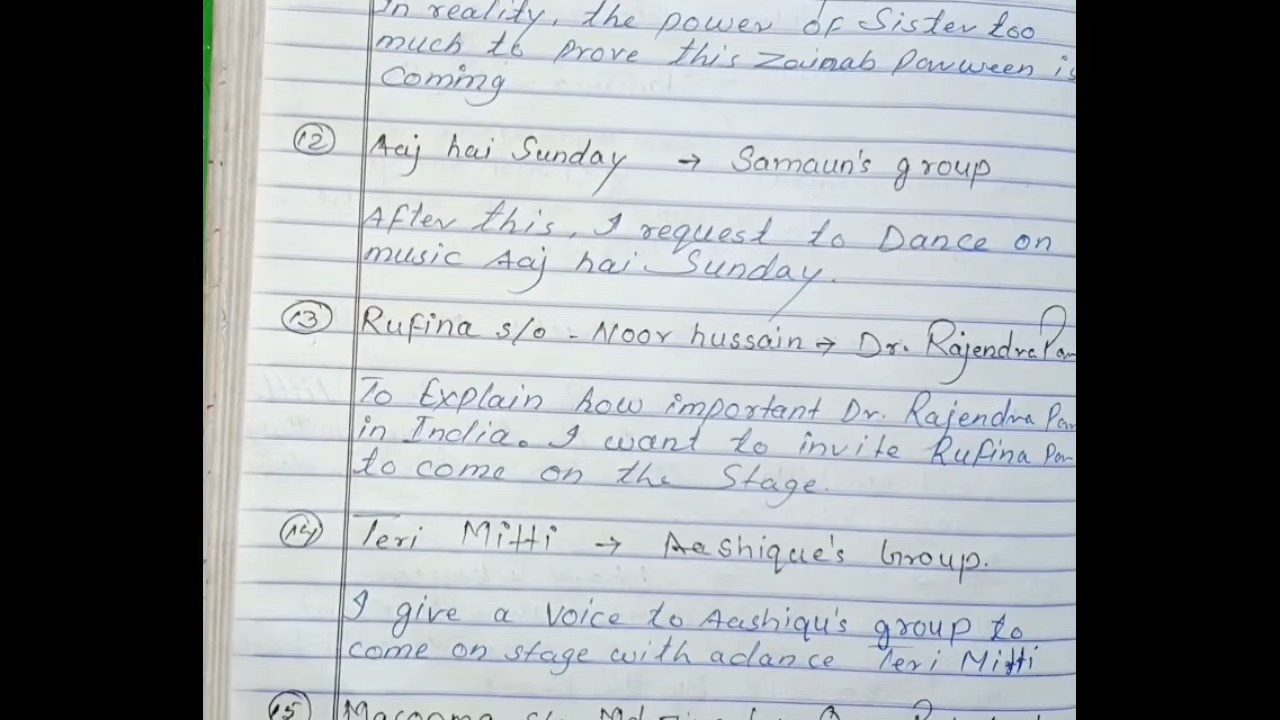 In reality, the power of Sister too
much to prove this Zainab Parween is
Coming
12 Aaj hai Sunday → Samaun's group
After this, I request to Dance on
music Aaj hai Sunday.
13 Rufina s/o - Noor hussain → Dr. Rajendra
To Explain how important Dr. Rajendra
in India. I want to invite Rufina
to come on the Stage.
14 Teri Mitti → Aashique's Group.
I give a voice to Aashiqu's group to
come on stage with adance Teri Mitti
15